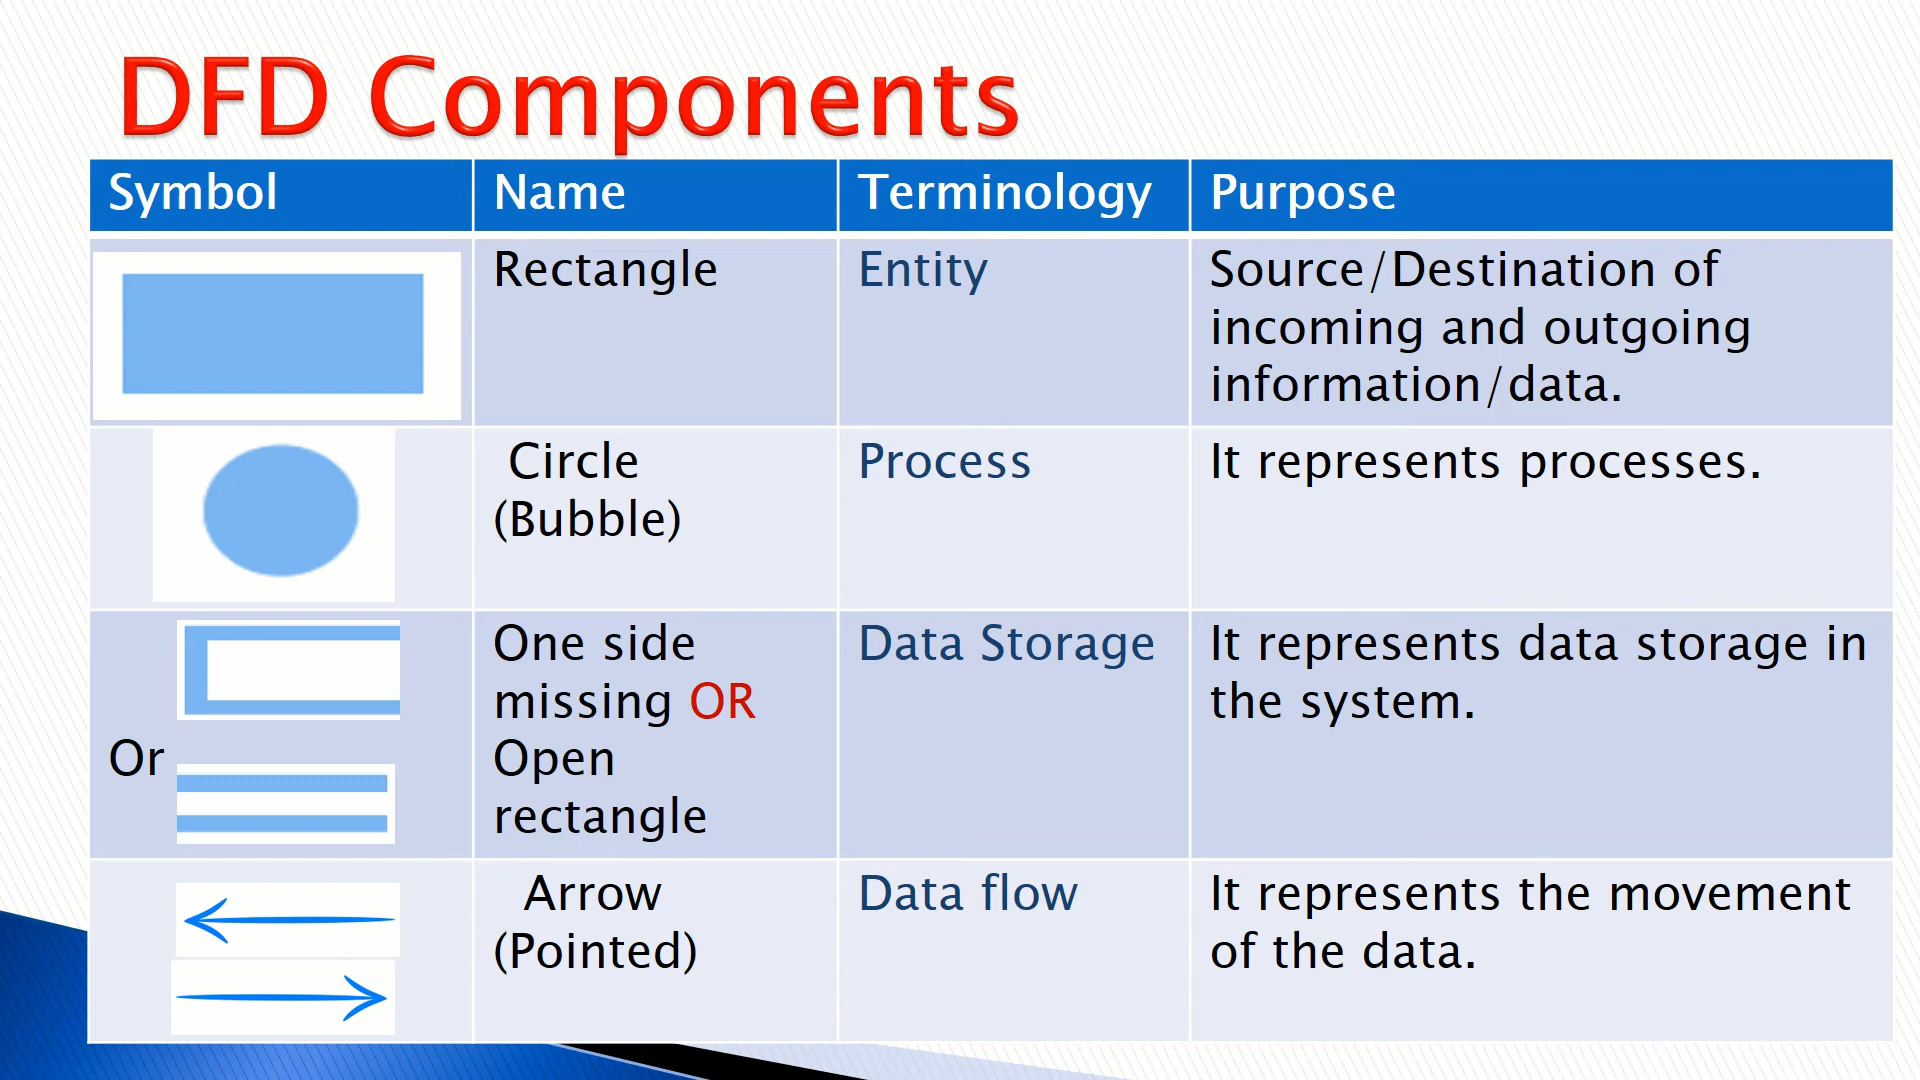 DFD Components
Symbol Name Terminology Purpose
Rectangle Entity Source/Destination of
incoming and outgoing
information/data.
Circle Process It represents processes.
(Bubble)
One side Data Storage It represents data storage in
missing OR the system.
Or Open
rectangle
Arrow Data flow It represents the movement
(Pointed) of the data.